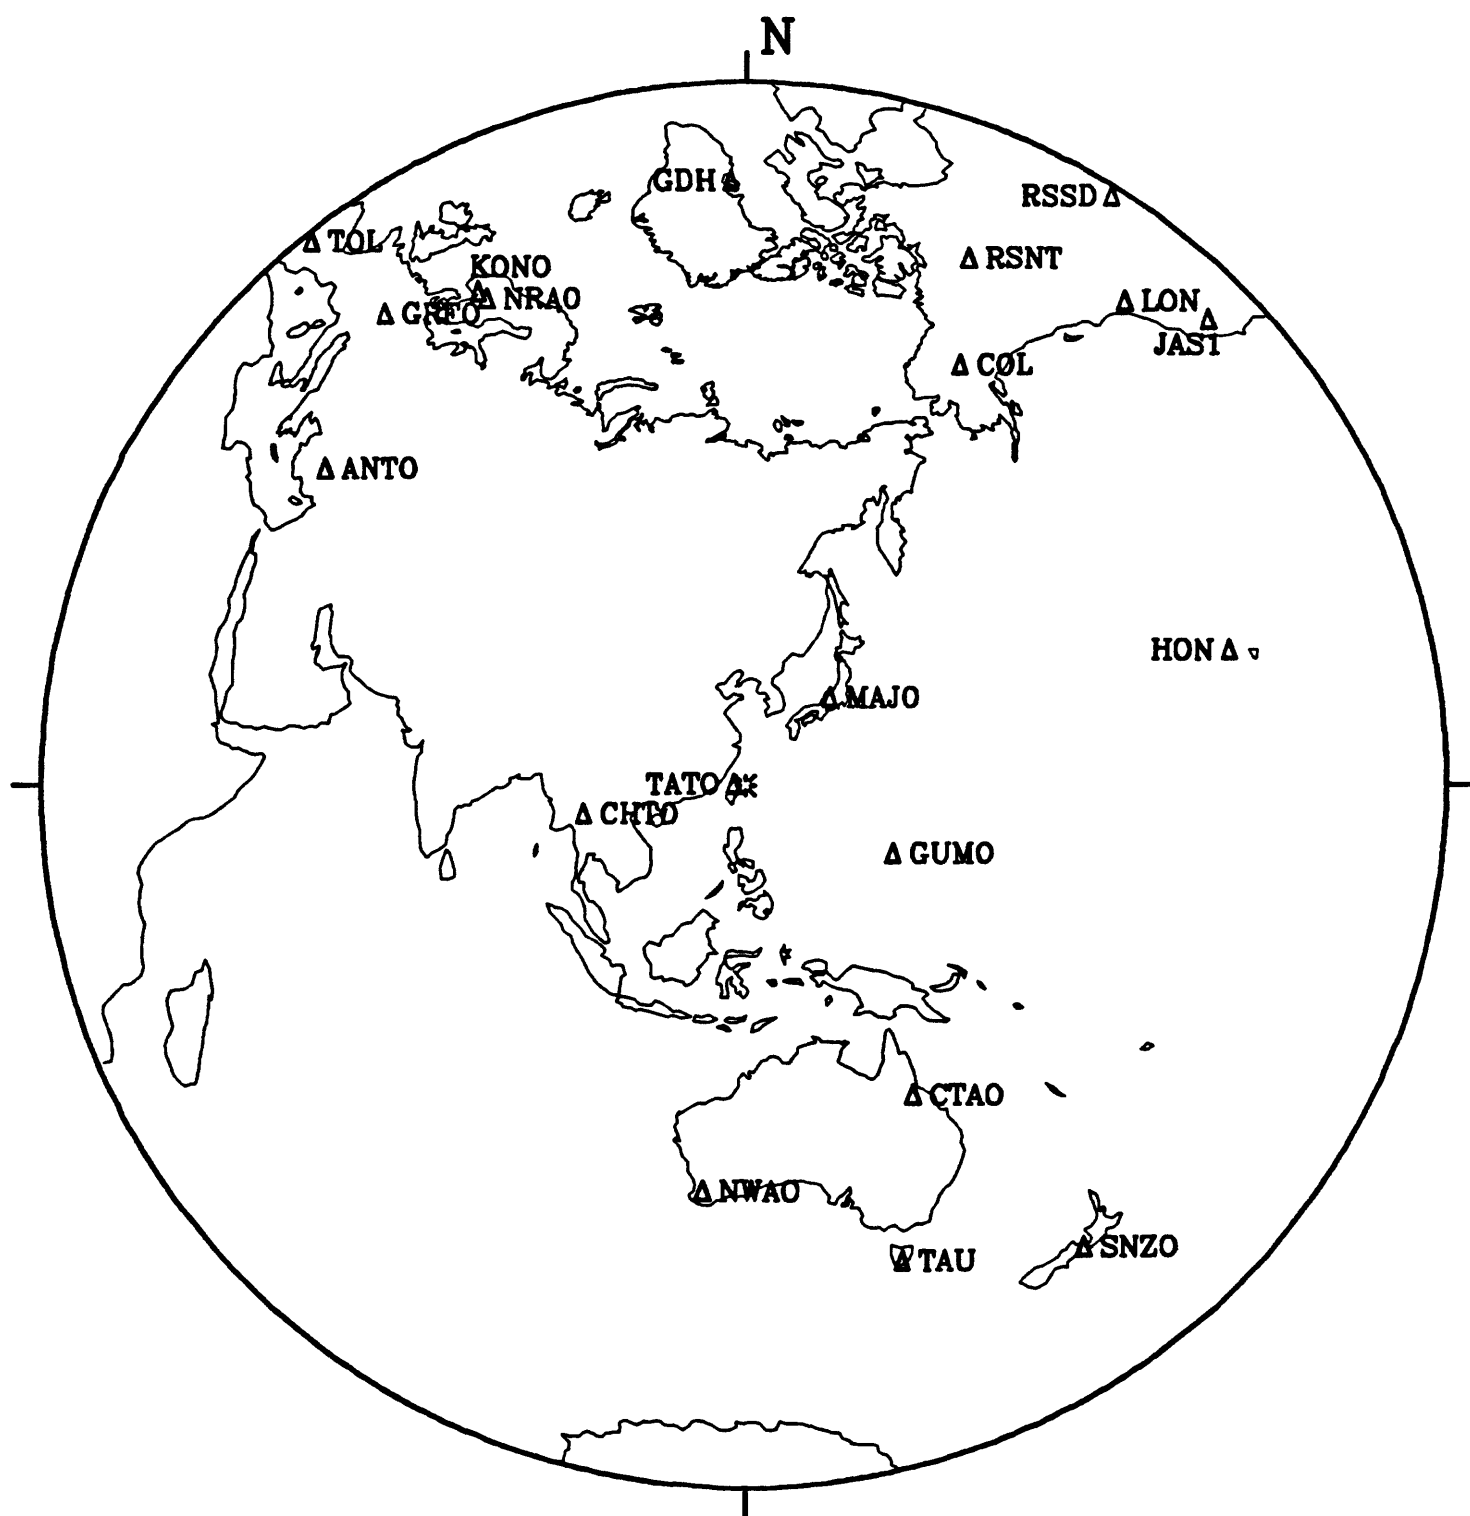 N
GDH
RSSD
TOL
RSNT
KONO
NRAO
LON
GRFO
JAS1
COL
ANTO
HON
MAJO
TATO
CHTO
GUMO
CTAO
NWAO
SNZO
TAU